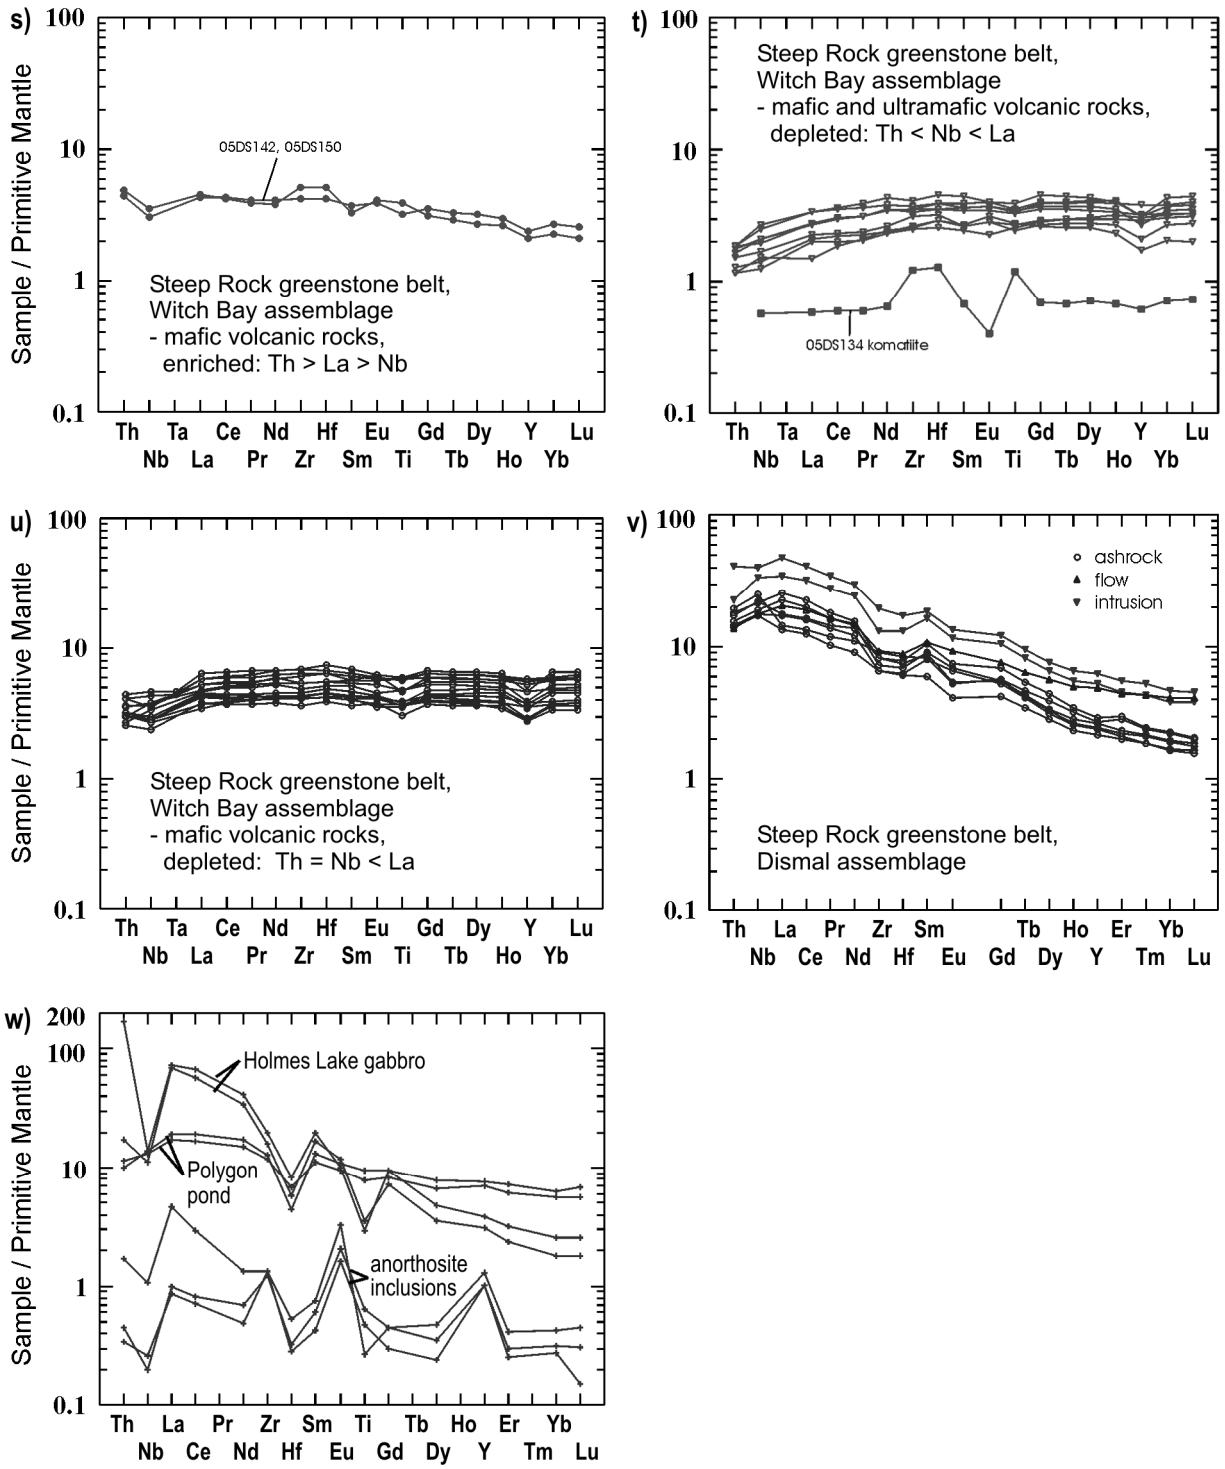 s)
100
10
1
0.1
Sample / Primitive Mantle
05DS142, 05DS150
Steep Rock greenstone belt,
Witch Bay assemblage
- mafic volcanic rocks,
enriched: Th > La > Nb
Th Ta Ce Nd Hf Eu Gd Dy Y Lu
Nb La Pr Zr Sm Ti Tb Ho Yb
t)
100
10
1
0.1
Steep Rock greenstone belt,
Witch Bay assemblage
- mafic and ultramafic volcanic rocks,
depleted: Th < Nb < La
05DS134 komatiite
Th Ta Ce Nd Hf Eu Gd Dy Y Lu
Nb La Pr Zr Sm Ti Tb Ho Yb
u)
100
10
1
0.1
Sample / Primitive Mantle
Steep Rock greenstone belt,
Witch Bay assemblage
- mafic volcanic rocks,
depleted: Th = Nb < La
Th Ta Ce Nd Hf Eu Gd Dy Y Lu
Nb La Pr Zr Sm Ti Tb Ho Yb
v)
100
10
1
0.1
ashrock
flow
intrusion
Steep Rock greenstone belt,
Dismal assemblage
Th La Pr Zr Sm Tb Ho Er Yb
Nb Ce Nd Hf Eu Gd Dy Y Tm Lu
w)
200
100
10
1
0.1
Sample / Primitive Mantle
Holmes Lake gabbro
Polygon
pond
anorthosite
inclusions
Th La Pr Zr Sm Ti Tb Ho Er Yb
Nb Ce Nd Hf Eu Gd Dy Y Tm Lu